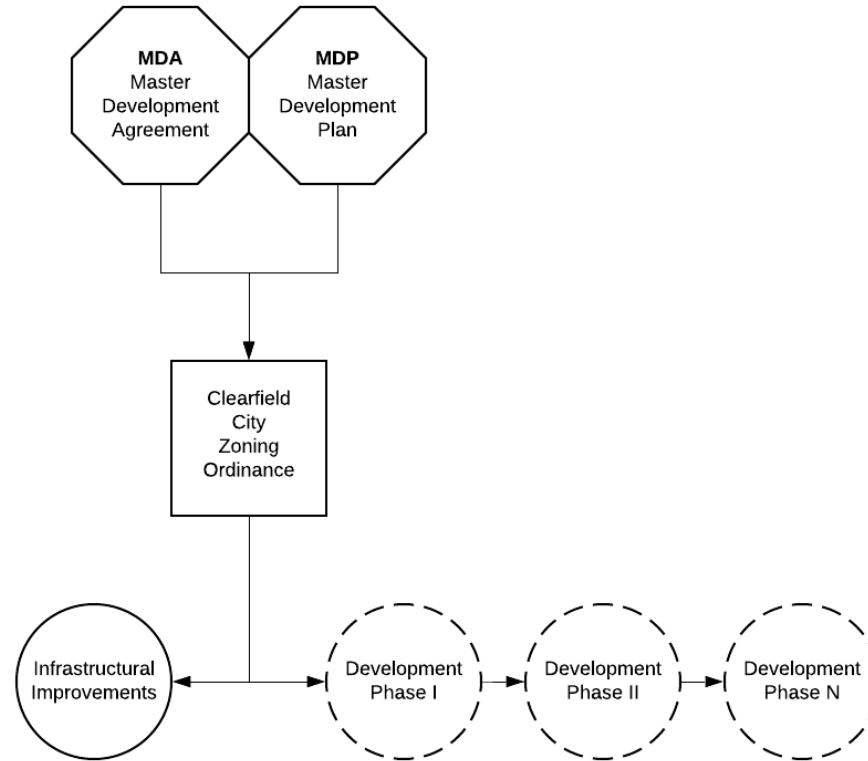 MDA
Master
Development
Agreement
MDP
Master
Development
Plan
Clearfield
City
Zoning
Ordinance
Infrastructural
Improvements
Development
Phase I
Development
Phase II
Development
Phase N